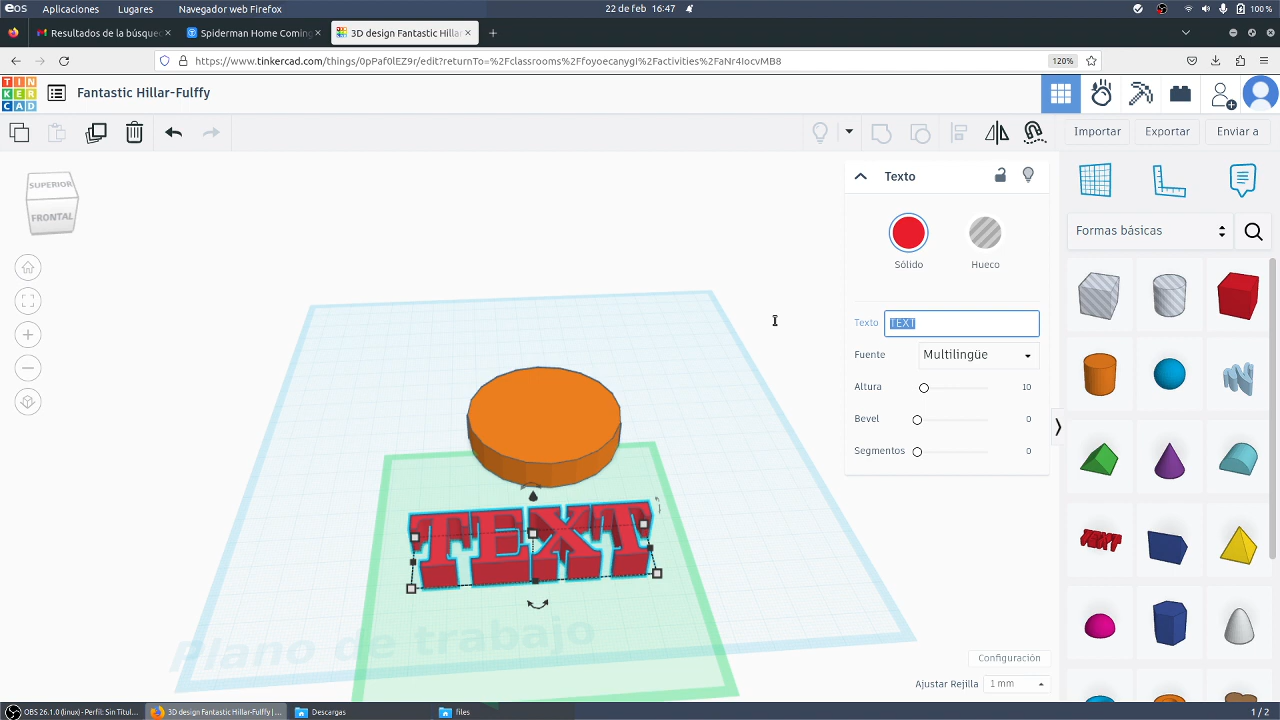 eos Aplicaciones Lugares Navegador web Firefox 22 de feb 16:47 100 %
Resultados de la búsque
Spiderman Home Coming
3D design Fantastic Hillar
https://www.tinkercad.com/things/0pPaf0lEZ9r/edit?returnTo=%2Fclassrooms%2Ffoyoecanygl%2Factivities%2FaNr4IocvMB8
120%
TIN
KER
CAD
Fantastic Hillar-Fulffy
Importar
Exportar
Enviar a
SUPERIOR
FRONTAL
Texto
Sólido
Hueco
Texto TEXT
Fuente Multilingüe
Altura 10
Bevel 0
Segmentos 0
Formas básicas
TEXT
TEXT
Plano de trabajo
Configuración
Ajustar Rejilla 1 mm
OBS 26.1.0 (linux) - Perfil: Sin Titul...
3D design Fantastic Hillar-Fulffy | ...
Descargas
files
1 / 2